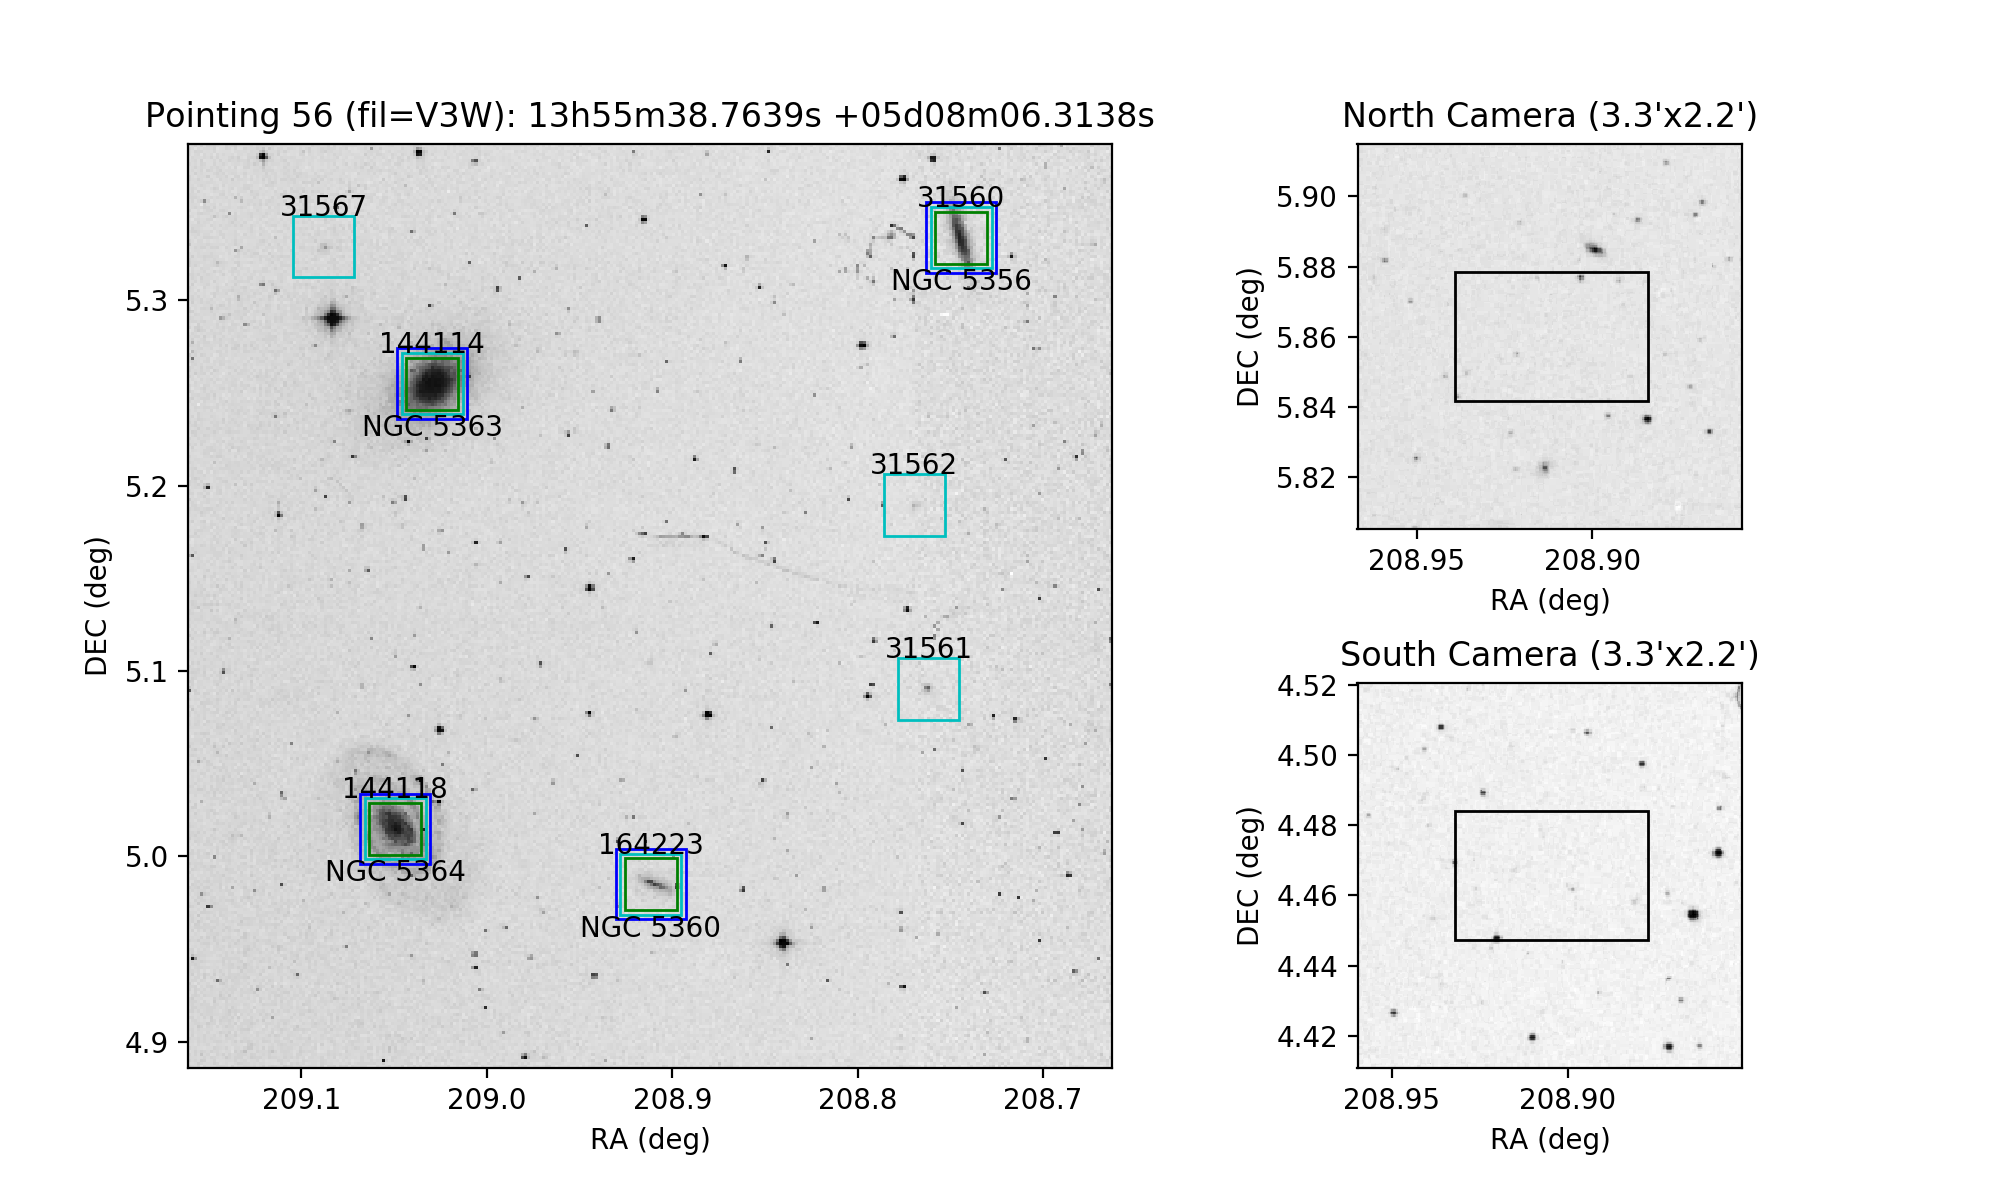 Pointing 56 (fil=V3W): 13h55m38.7639s +05d08m06.3138s
31567
31560
NGC 5356
144114
NGC 5363
31562
31561
144118
NGC 5364
164223
NGC 5360
5.3
5.2
5.1
5.0
4.9
DEC (deg)
209.1 209.0 208.9 208.8 208.7
RA (deg)
North Camera (3.3'x2.2')
5.90
5.88
5.86
5.84
5.82
DEC (deg)
208.95 208.90
RA (deg)
South Camera (3.3'x2.2')
4.52
4.50
4.48
4.46
4.44
4.42
DEC (deg)
208.95 208.90
RA (deg)